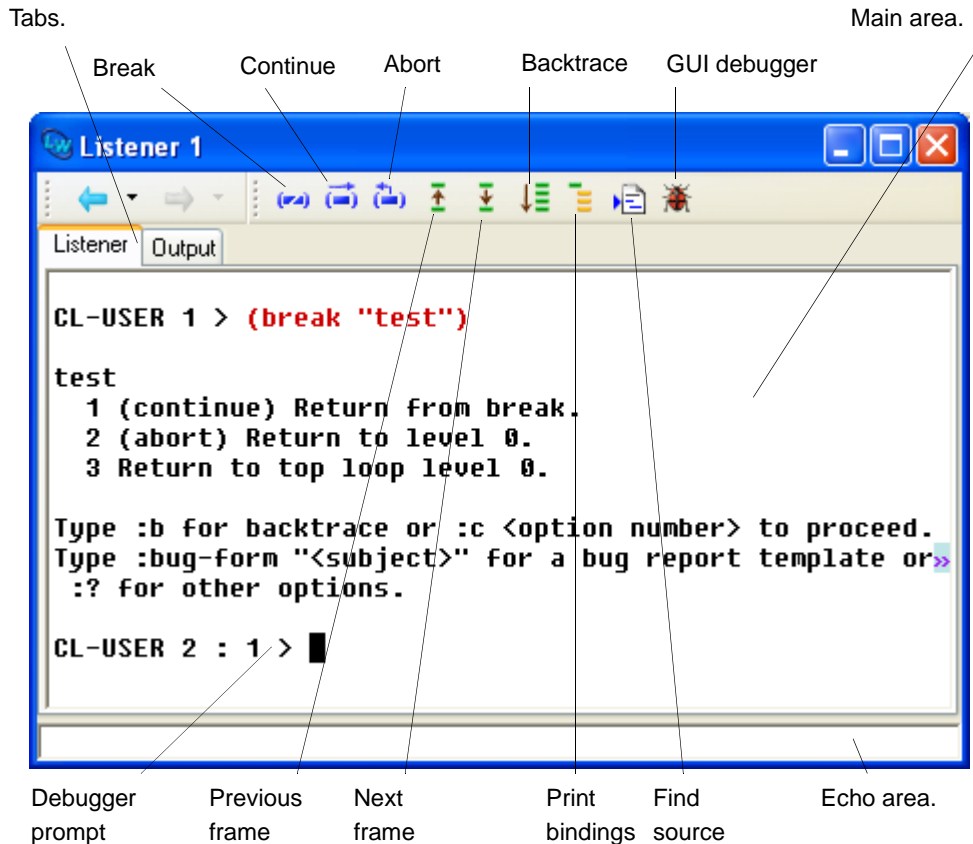 Tabs.
Main area.
Break
Continue
Abort
Backtrace
GUI debugger
LW
Listener 1
Listener
Output
CL-USER 1 > (break "test")
test
1 (continue) Return from break.
2 (abort) Return to level 0.
3 Return to top loop level 0.
Type :b for backtrace or :c <option number> to proceed.
Type :bug-form "<subject>" for a bug report template or»
:? for other options.
CL-USER 2 : 1 >
Debugger
prompt
Previous
frame
Next
frame
Print
bindings
Find
source
Echo area.